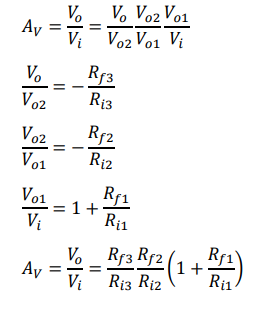 A_V = V_o/V_i = V_o/V_o2 V_o2/V_o1 V_o1/V_i
V_o/V_o2 = − R_f3/R_i3
V_o2/V_o1 = − R_f2/R_i2
V_o1/V_i = 1 + R_f1/R_i1
A_V = V_o/V_i = R_f3/R_i3 R_f2/R_i2 (1 + R_f1/R_i1)